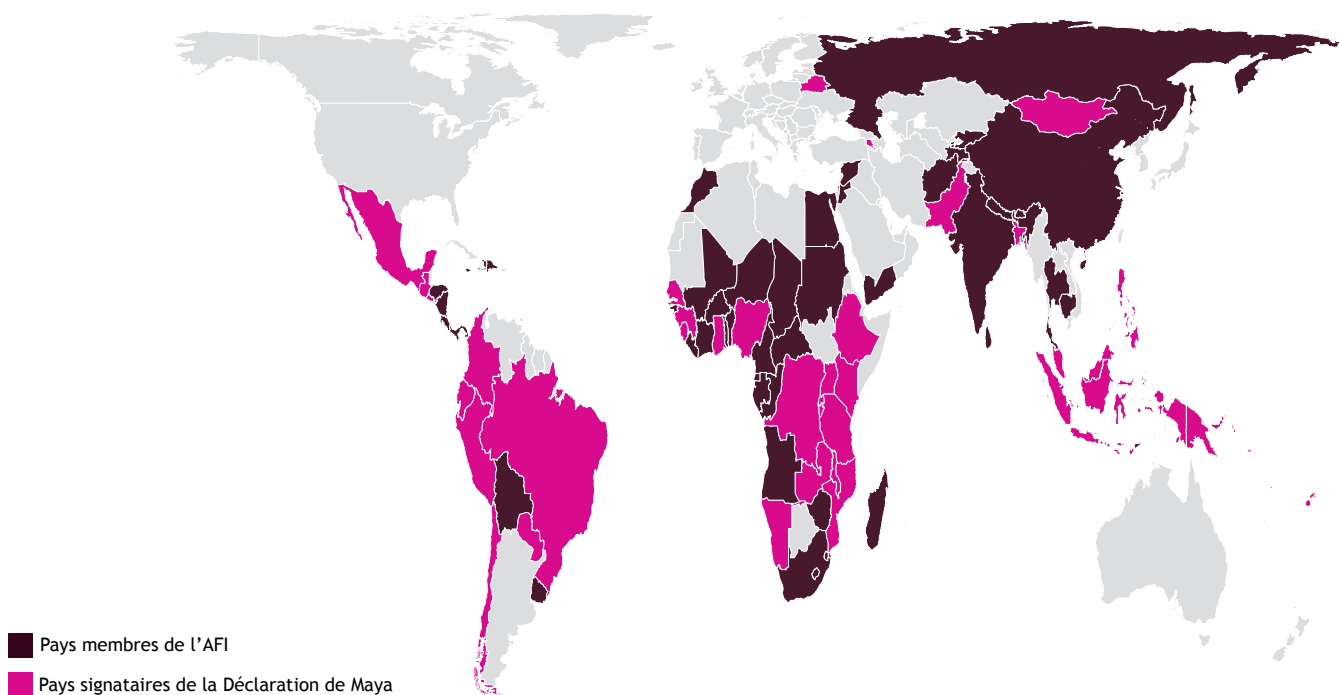 Pays membres de l’AFI
Pays signataires de la Déclaration de Maya